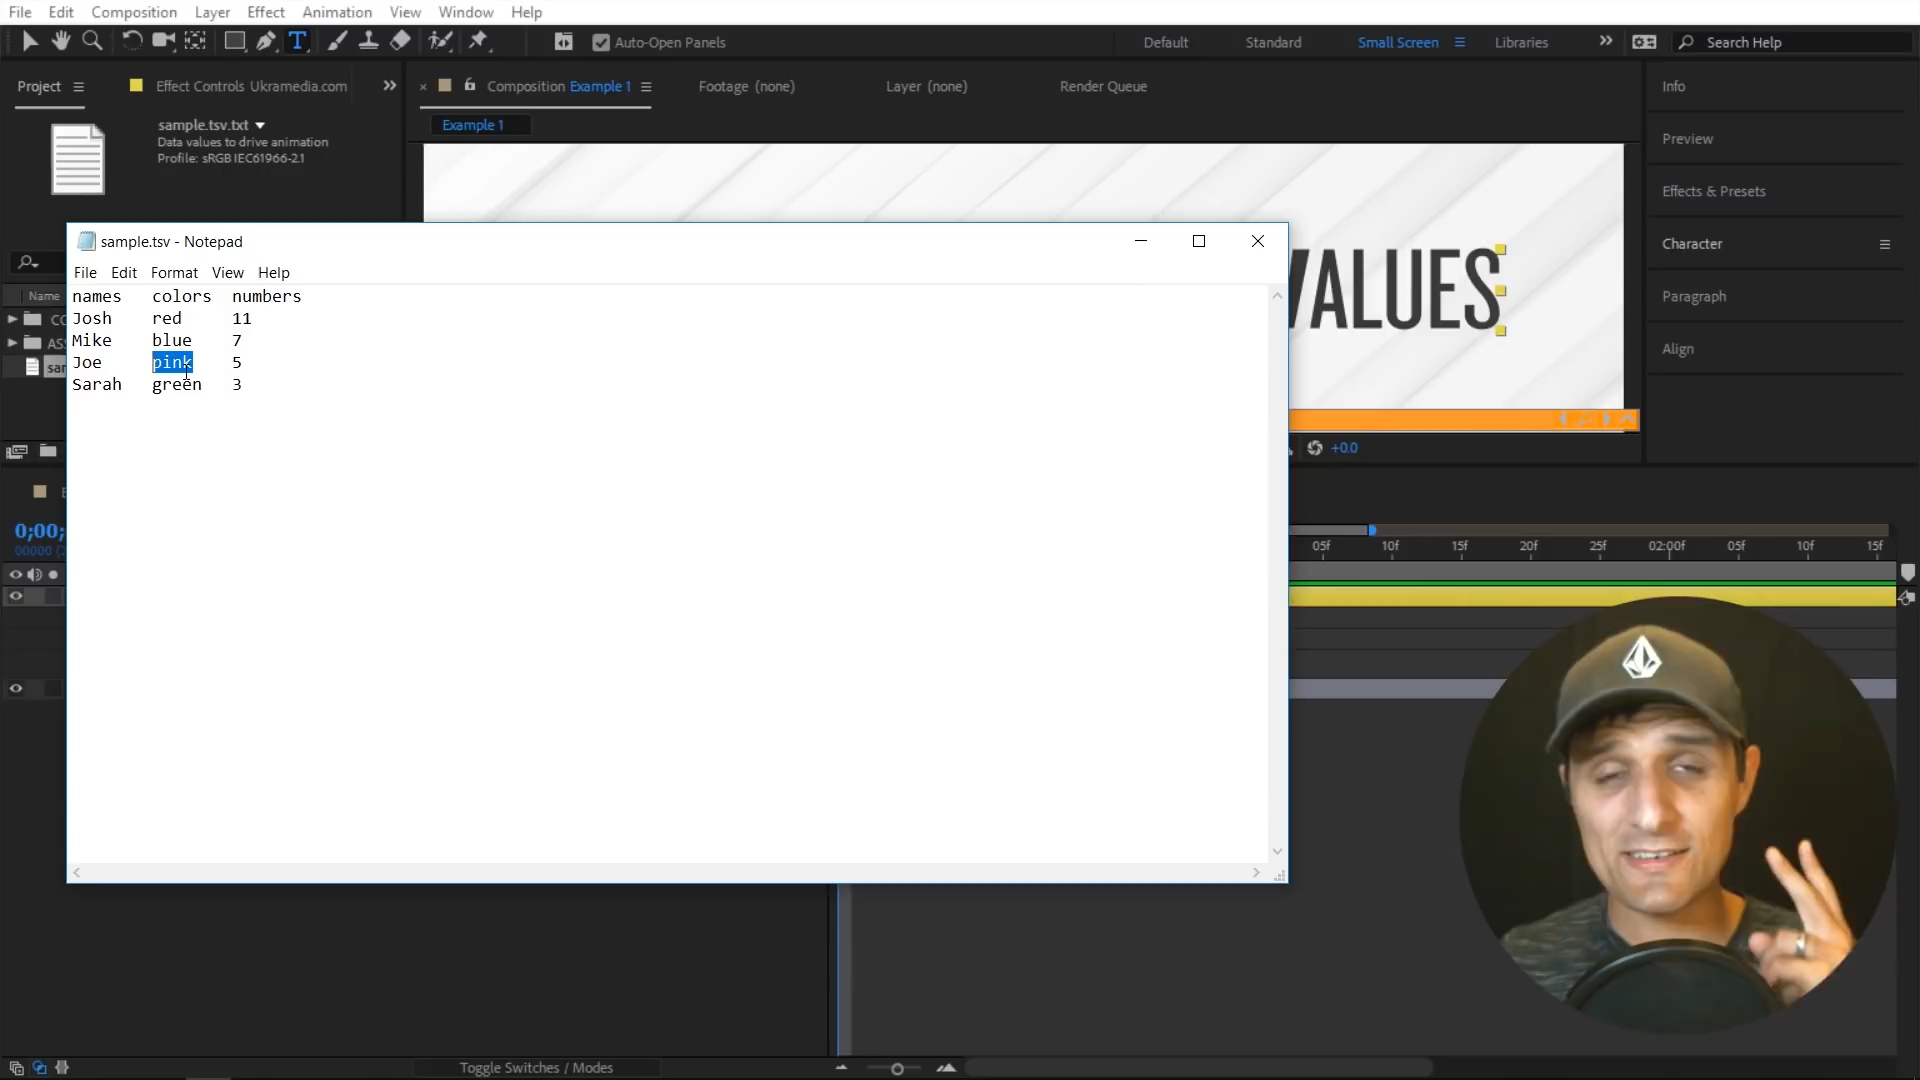 File Edit Composition Layer Effect Animation View Window Help
T Auto-Open Panels Default Standard Small Screen Libraries Search Help
Project Effect Controls Ukramedia.com Composition Example 1 Footage (none) Layer (none) Render Queue Info
sample.tsv.txt Example 1
Data values to drive animation
Profile: sRGB IEC61966-2.1
Preview
Effects & Presets
Character
Paragraph
Align
VALUES
sample.tsv - Notepad
File Edit Format View Help
names colors numbers
Josh red 11
Mike blue 7
Joe pink 5
Sarah green 3
Name
+0.0
0;00;
00000
05f 10f 15f 20f 25f 02:00f 05f 10f 15f
Toggle Switches / Modes